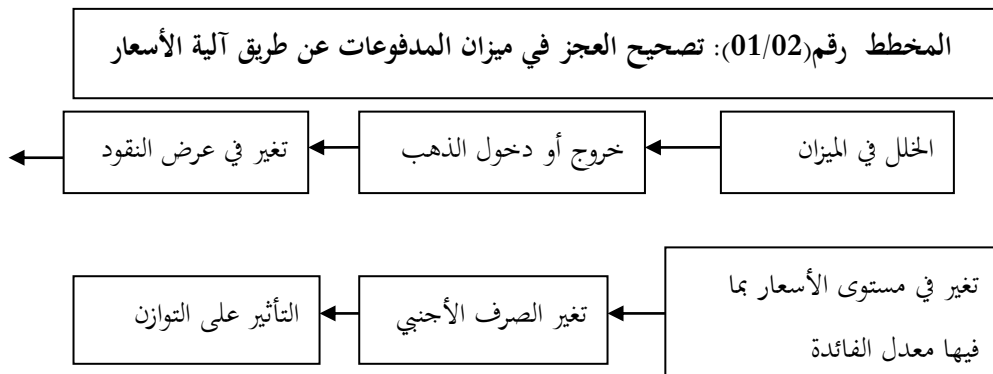 المخطط رقم(01/02): تصحيح العجز في ميزان المدفوعات عن طريق آلية الأسعار
الخلل في الميزان
خروج أو دخول الذهب
تغير في عرض النقود
تغير في مستوى الأسعار بما
فيها معدل الفائدة
تغير الصرف الأجنبي
التأثير على التوازن